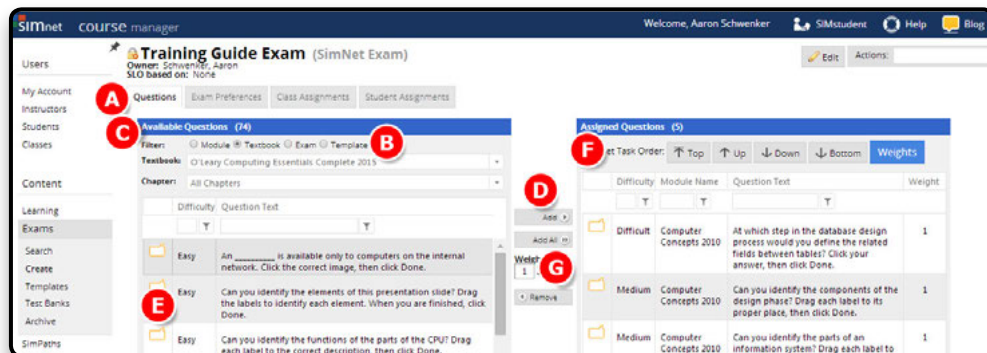 SIMnet course manager
Welcome, Aaron Schwenker
SIMstudent
Help
Blog
Users
My Account
Instructors
Students
Classes
Content
Learning
Exams
Search
Create
Templates
Test Banks
Archive
SimPaths
Training Guide Exam (SimNet Exam)
Owner: Schwenker, Aaron
SLO based on: None
Edit
Actions:
A
Questions
Exam Preferences
Class Assignments
Student Assignments
C
Available Questions (74)
Filter: Module Textbook Exam Template
B
Textbook: O'Leary Computing Essentials Complete 2015
Chapter: All Chapters
Difficulty Question Text
Easy
An _________ is available only to computers on the internal
network. Click the correct image, then click Done.
E
Easy
Can you identify the elements of this presentation slide? Drag
the labels to identify each element. When you are finished, click
Done.
Easy
Can you identify the functions of the parts of the CPU? Drag
each label to the correct description, then click Done.
D
Add
Add All
G
1
Remove
Assigned Questions (5)
F
Task Order:
Top
Up
Down
Bottom
Weights
Difficulty Module Name Question Text Weight
Difficult
Computer
Concepts 2010
At which step in the database design
process would you define the related
fields between tables? Click your
answer, then click Done.
1
Medium
Computer
Concepts 2010
Can you identify the components of the
design phase? Drag each label to its
proper place, then click Done.
1
Medium
Computer
Concepts 2010
Can you identify the parts of an
information system? Drag each label to
1